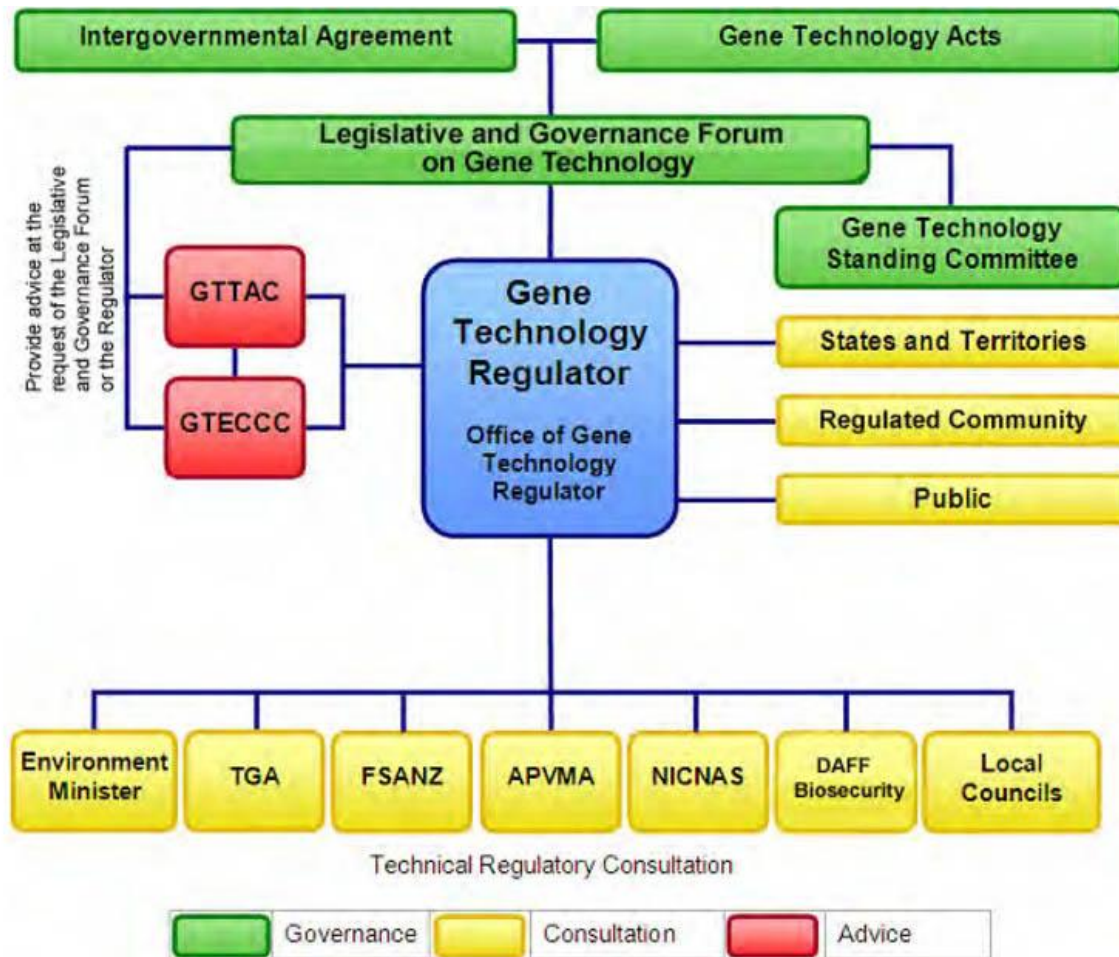 Intergovernmental Agreement
Gene Technology Acts
Legislative and Governance Forum
on Gene Technology
Provide advice at the
request of the Legislative
and Governance Forum
or the Regulator
GTTAC
GTECCC
Gene
Technology
Regulator
Office of Gene
Technology
Regulator
Gene Technology
Standing Committee
States and Territories
Regulated Community
Public
Environment
Minister
TGA
FSANZ
APVMA
NICNAS
DAFF
Biosecurity
Local
Councils
Technical Regulatory Consultation
Governance
Consultation
Advice